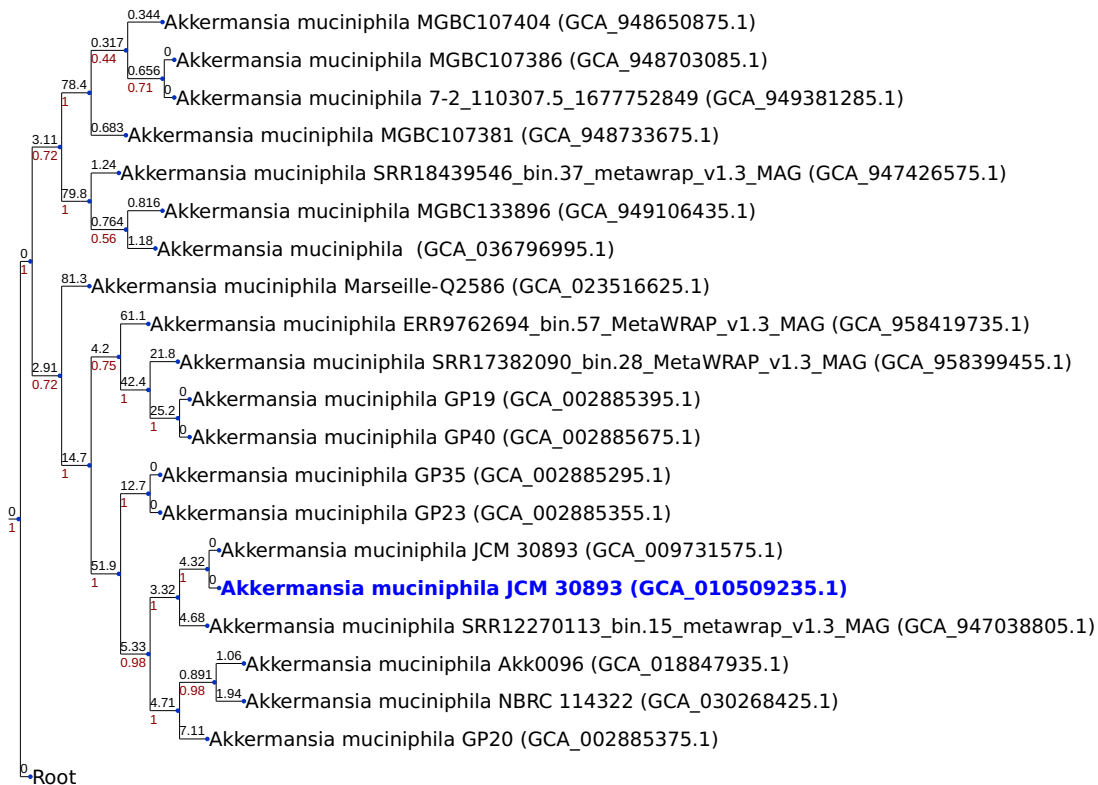 0.344
Akkermansia muciniphila MGBC107404 (GCA_948650875.1)
0.317
0.44
0
Akkermansia muciniphila MGBC107386 (GCA_948703085.1)
0.656
0.71
0
Akkermansia muciniphila 7-2_110307.5_1677752849 (GCA_949381285.1)
78.4
1
0.683
Akkermansia muciniphila MGBC107381 (GCA_948733675.1)
3.11
0.72
1.24
Akkermansia muciniphila SRR18439546_bin.37_metawrap_v1.3_MAG (GCA_947426575.1)
79.8
1
0.816
Akkermansia muciniphila MGBC133896 (GCA_949106435.1)
0.764
0.56
1.18
Akkermansia muciniphila  (GCA_036796995.1)
0
1
81.3
Akkermansia muciniphila Marseille-Q2586 (GCA_023516625.1)
61.1
Akkermansia muciniphila ERR9762694_bin.57_MetaWRAP_v1.3_MAG (GCA_958419735.1)
4.2
0.75
21.8
Akkermansia muciniphila SRR17382090_bin.28_MetaWRAP_v1.3_MAG (GCA_958399455.1)
2.91
0.72
42.4
1
0
Akkermansia muciniphila GP19 (GCA_002885395.1)
25.2
1
0
Akkermansia muciniphila GP40 (GCA_002885675.1)
14.7
1
0
Akkermansia muciniphila GP35 (GCA_002885295.1)
12.7
1
0
Akkermansia muciniphila GP23 (GCA_002885355.1)
0
1
0
Akkermansia muciniphila JCM 30893 (GCA_009731575.1)
4.32
1
51.9
1
0
Akkermansia muciniphila JCM 30893 (GCA_010509235.1)
3.32
1
4.68
Akkermansia muciniphila SRR12270113_bin.15_metawrap_v1.3_MAG (GCA_947038805.1)
5.33
0.98
1.06
Akkermansia muciniphila Akk0096 (GCA_018847935.1)
0.891
0.98
1.94
Akkermansia muciniphila NBRC 114322 (GCA_030268425.1)
4.71
1
7.11
Akkermansia muciniphila GP20 (GCA_002885375.1)
0
Root